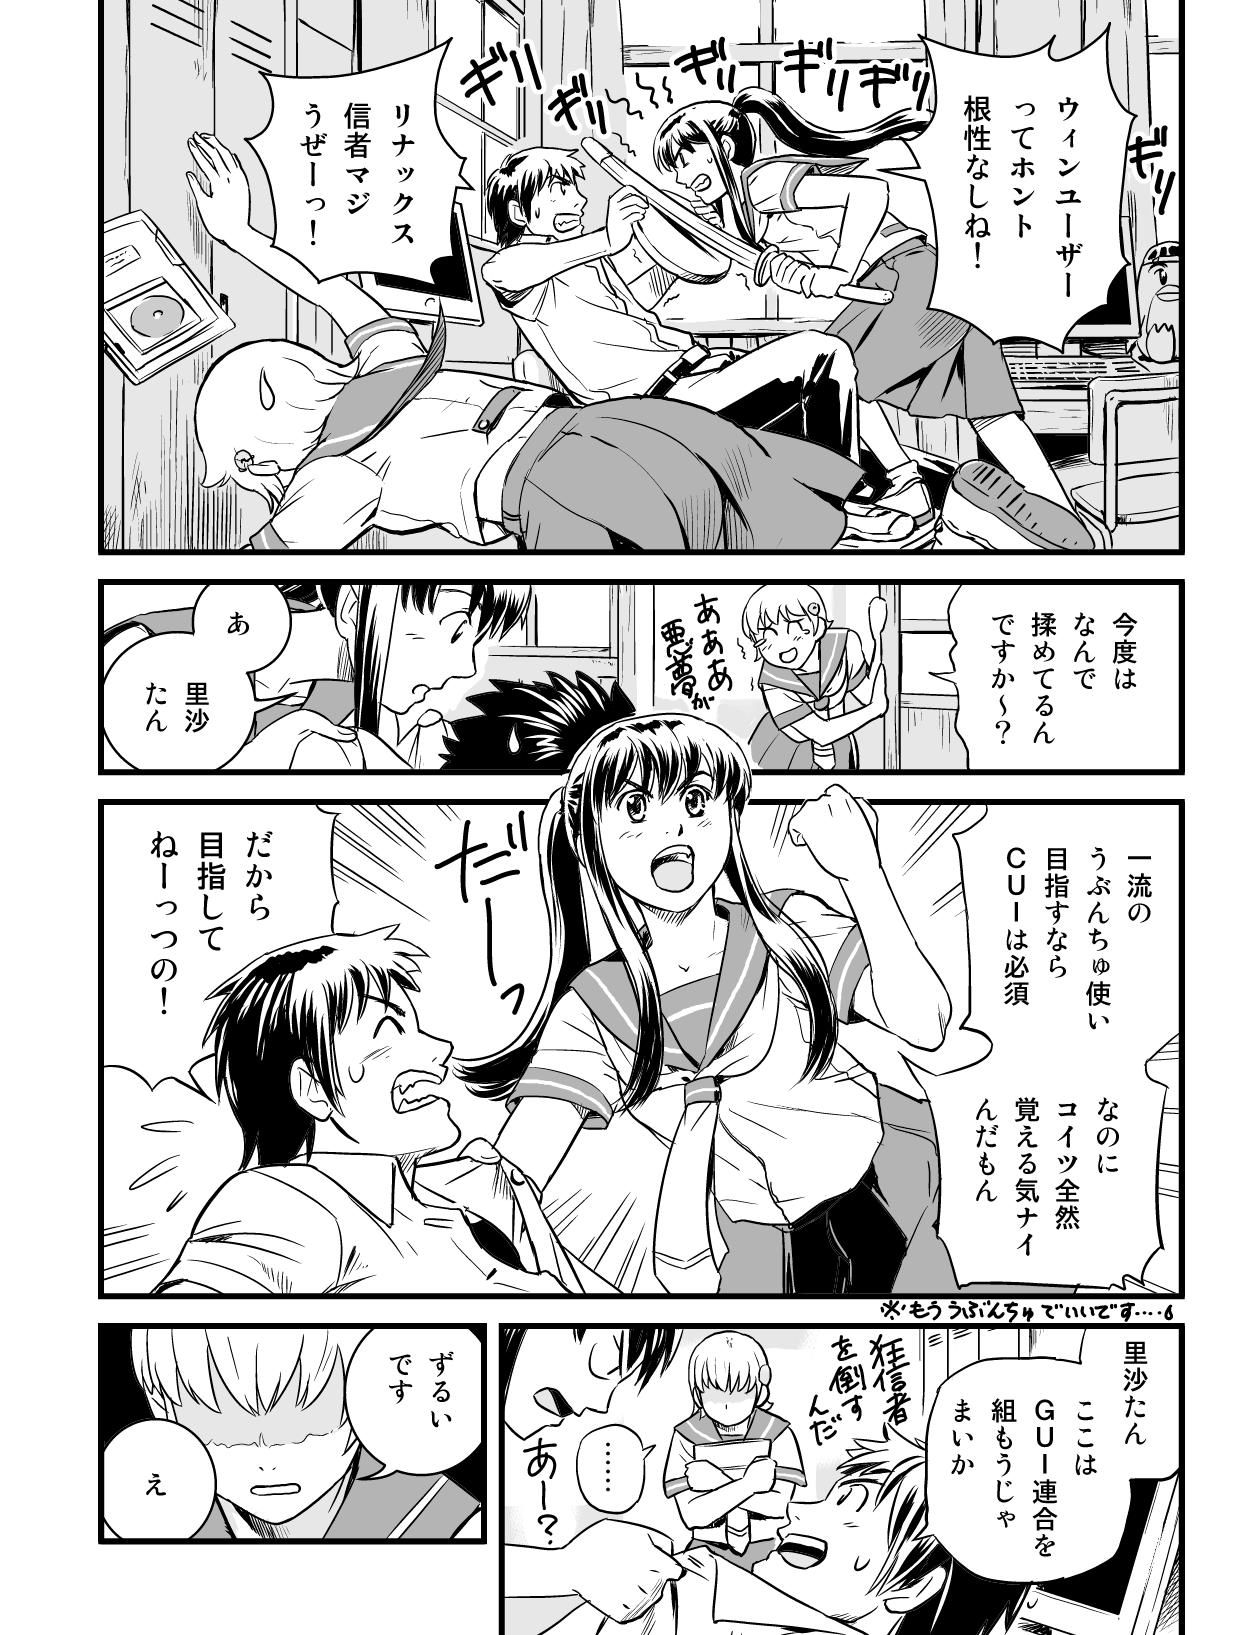 ウィンユーザー
ってホント
根性なしね!
ギリ
ギリ
ギリ
ギリ
ギリ
ギリ
リナックス
信者マジ
うぜーっ!
今度は
なんで
揉めてるん
ですか〜?
あああ
悪夢が
あ
里沙
たん
一流の
うぶんちゅ使い
目指すなら
CUIは必須
なのに
コイツ全然
覚える気ナイ
んだもん
だーーっ
だから
目指して
ねーっつの!
※もううぶんちゅでいいです‥‥。
里沙たん
ここは
GUI連合を
組もうじゃ
まいか
狂信者
を倒す
んだ
……
あー?
ずるい
です
え